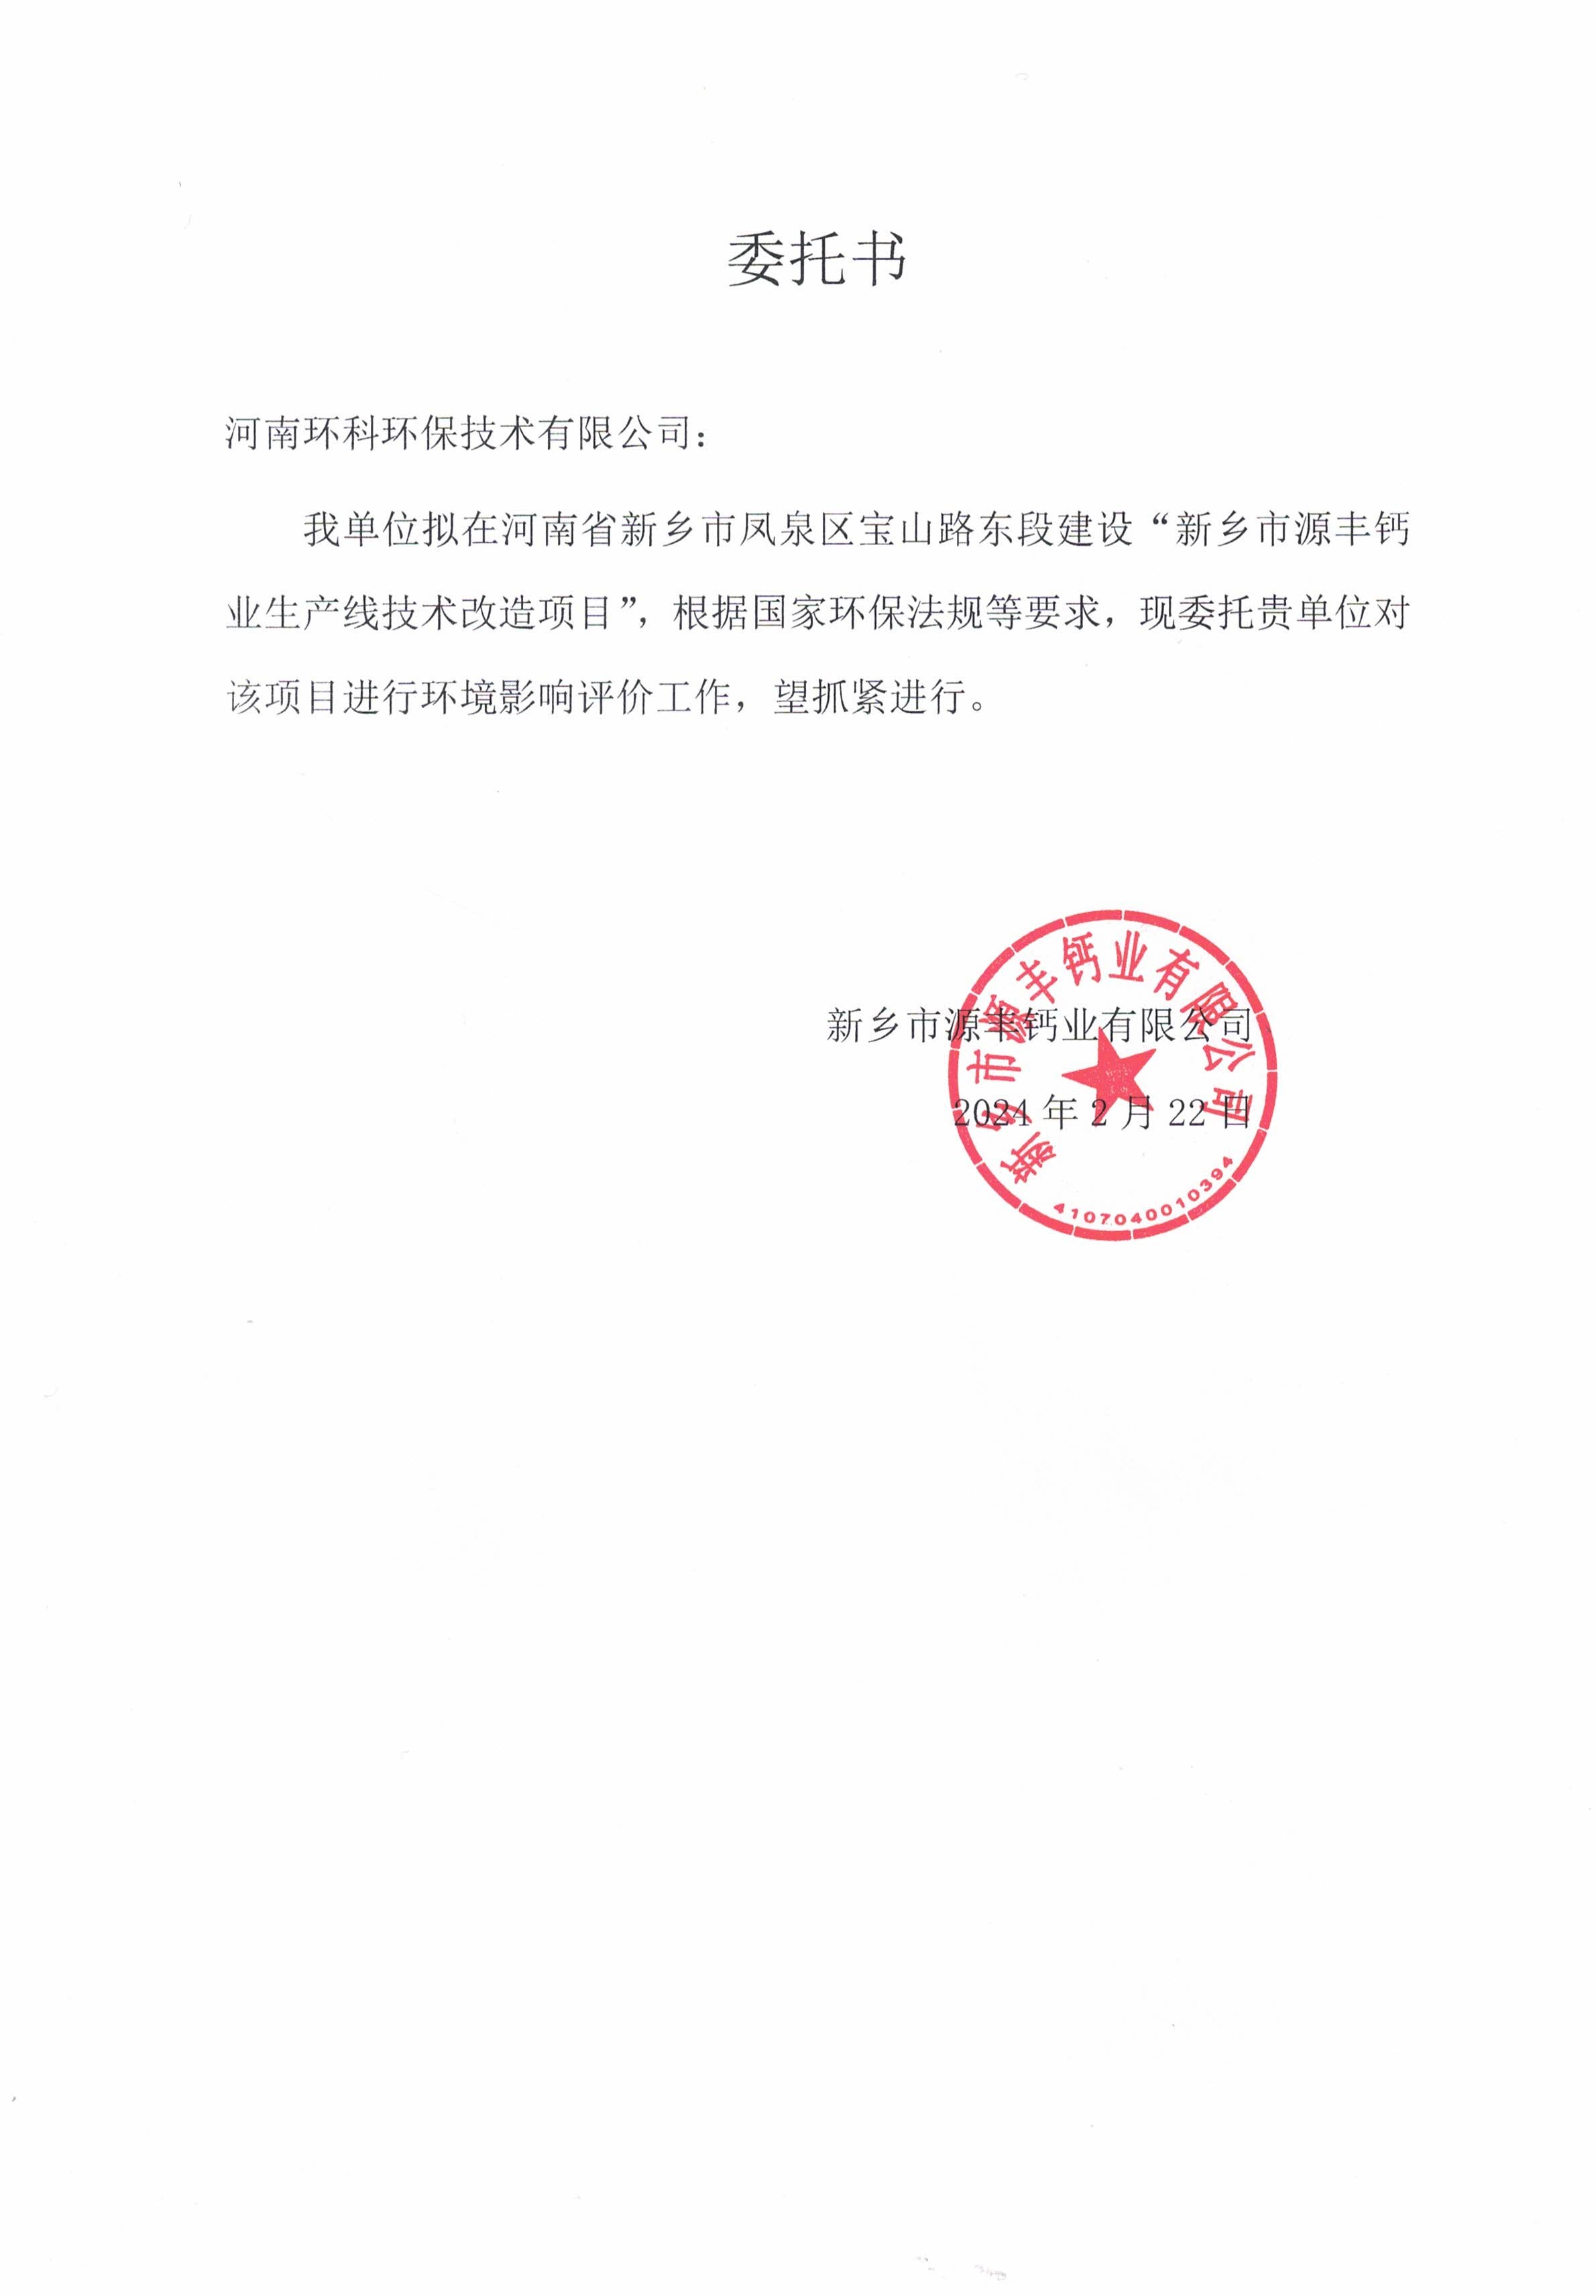 委托书
河南环科环保技术有限公司：
我单位拟在河南省新乡市凤泉区宝山路东段建设“新乡市源丰钙
业生产线技术改造项目”，根据国家环保法规等要求，现委托贵单位对
该项目进行环境影响评价工作，望抓紧进行。
新乡市源丰钙业有限公司
2024 年 2 月 22 日
新乡市源丰钙业有限公司
4107040010394